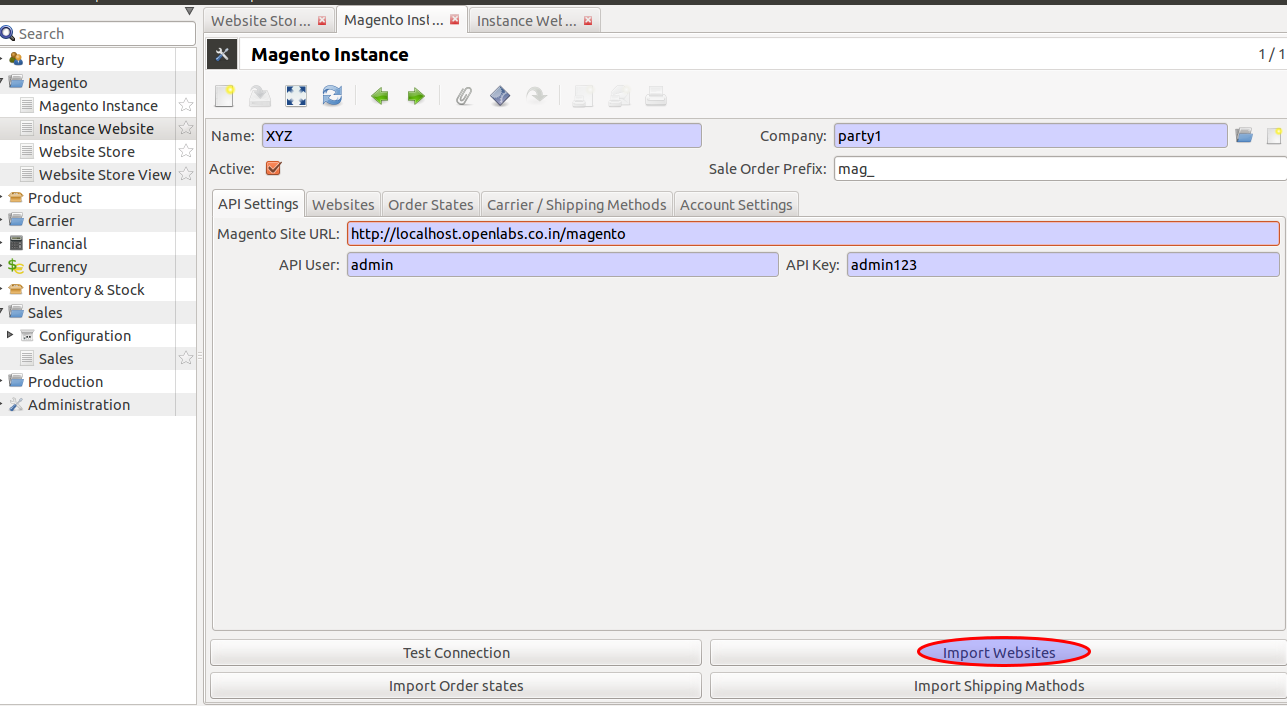 Website Stor... Magento Inst... Instance Wet...
Search
Magento Instance 1 / 1
Party
Magento
Magento Instance
Instance Website
Website Store
Website Store View
Product
Carrier
Financial
Currency
Inventory & Stock
Sales
Configuration
Sales
Production
Administration
Name: XYZ Company: party1
Active: Sale Order Prefix: mag_
API Settings Websites Order States Carrier / Shipping Methods Account Settings
Magento Site URL: http://localhost.openlabs.co.in/magento
API User: admin API Key: admin123
Test Connection Import Websites
Import Order states Import Shipping Mathods